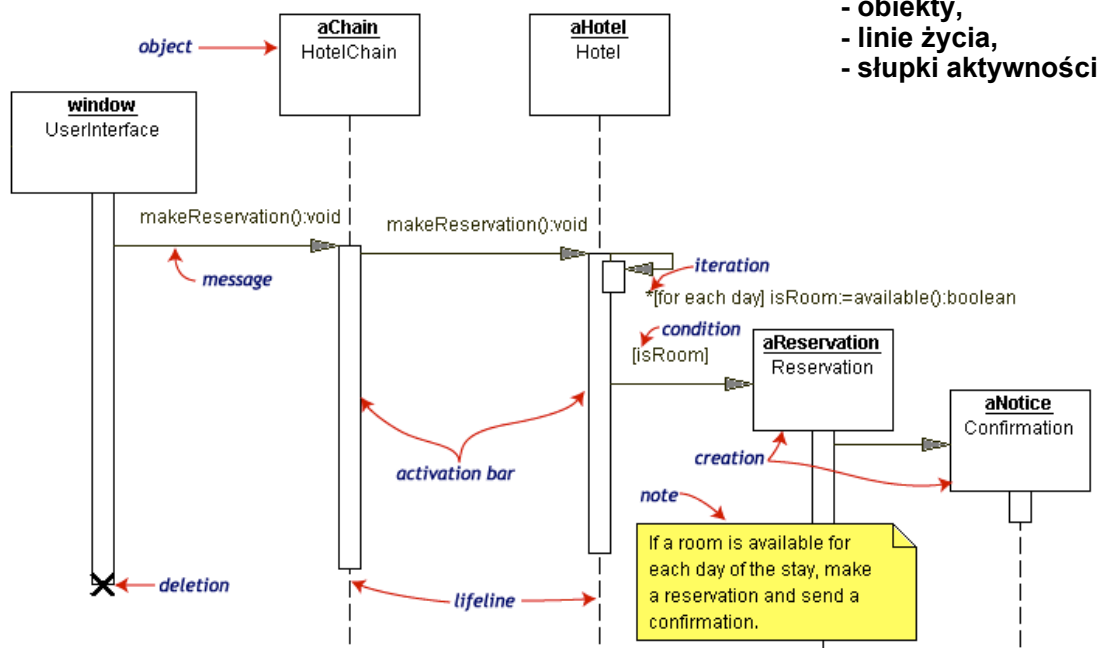 - obiekty,
- linie życia,
- słupki aktywności
aChain
HotelChain
aHotel
Hotel
object
window
UserInterface
makeReservation():void
makeReservation():void
message
iteration
*[for each day] isRoom:=available():boolean
condition
[isRoom]
aReservation
Reservation
aNotice
Confirmation
activation bar
creation
note
If a room is available for
each day of the stay, make
a reservation and send a
confirmation.
deletion
lifeline